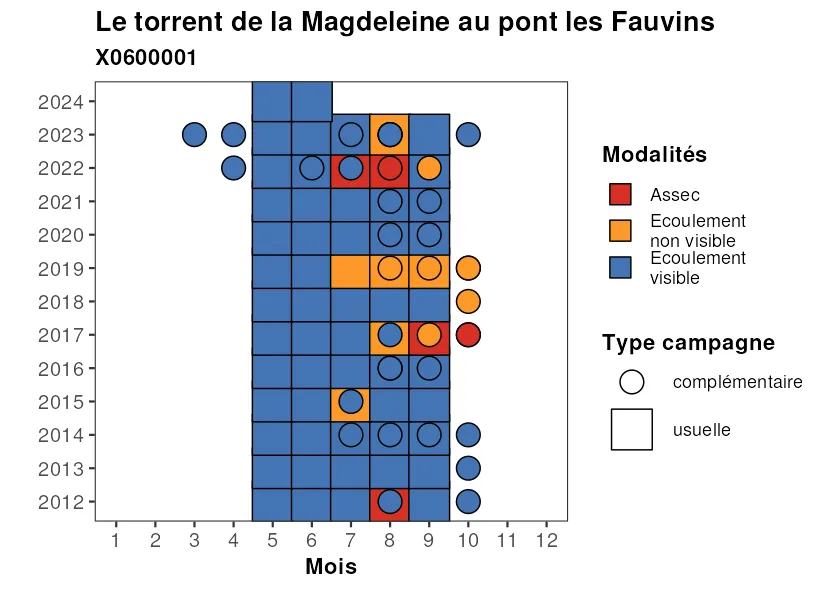 Le torrent de la Magdeleine au pont les Fauvins
X0600001
2024
2023
2022
2021
2020
2019
2018
2017
2016
2015
2014
2013
2012
1 2 3 4 5 6 7 8 9 10 11 12
Mois
Modalités
Assec
Ecoulement
non visible
Ecoulement
visible
Type campagne
complémentaire
usuelle